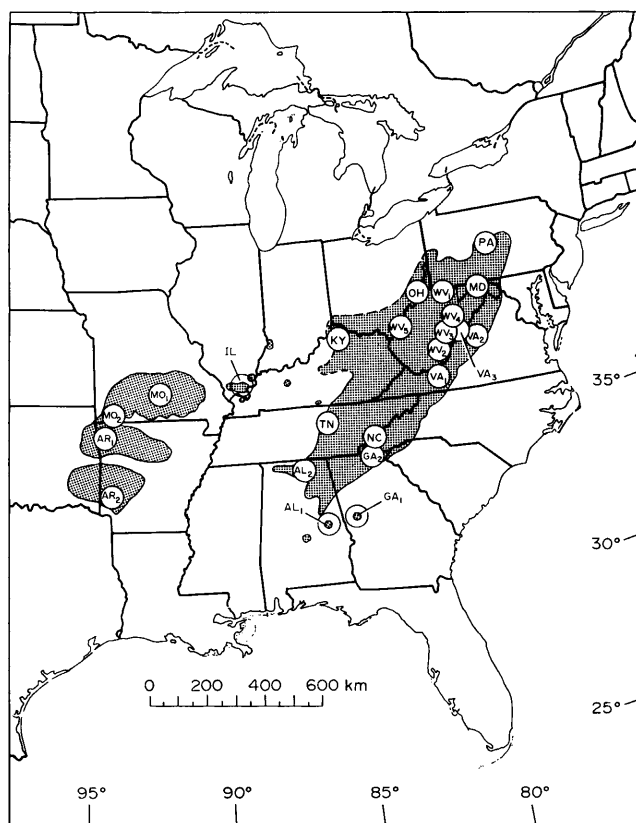 PA
OH
WV₁
MD
WV₄
WV₅
WV₃
VA₂
KY
WV₂
IL
VA₃
VA₁
35°
MO₁
MO₂
TN
AR₁
NC
GA₂
AL₂
AR₂
AL₁
GA₁
30°
0 200 400 600 km
25°
95° 90° 85° 80°